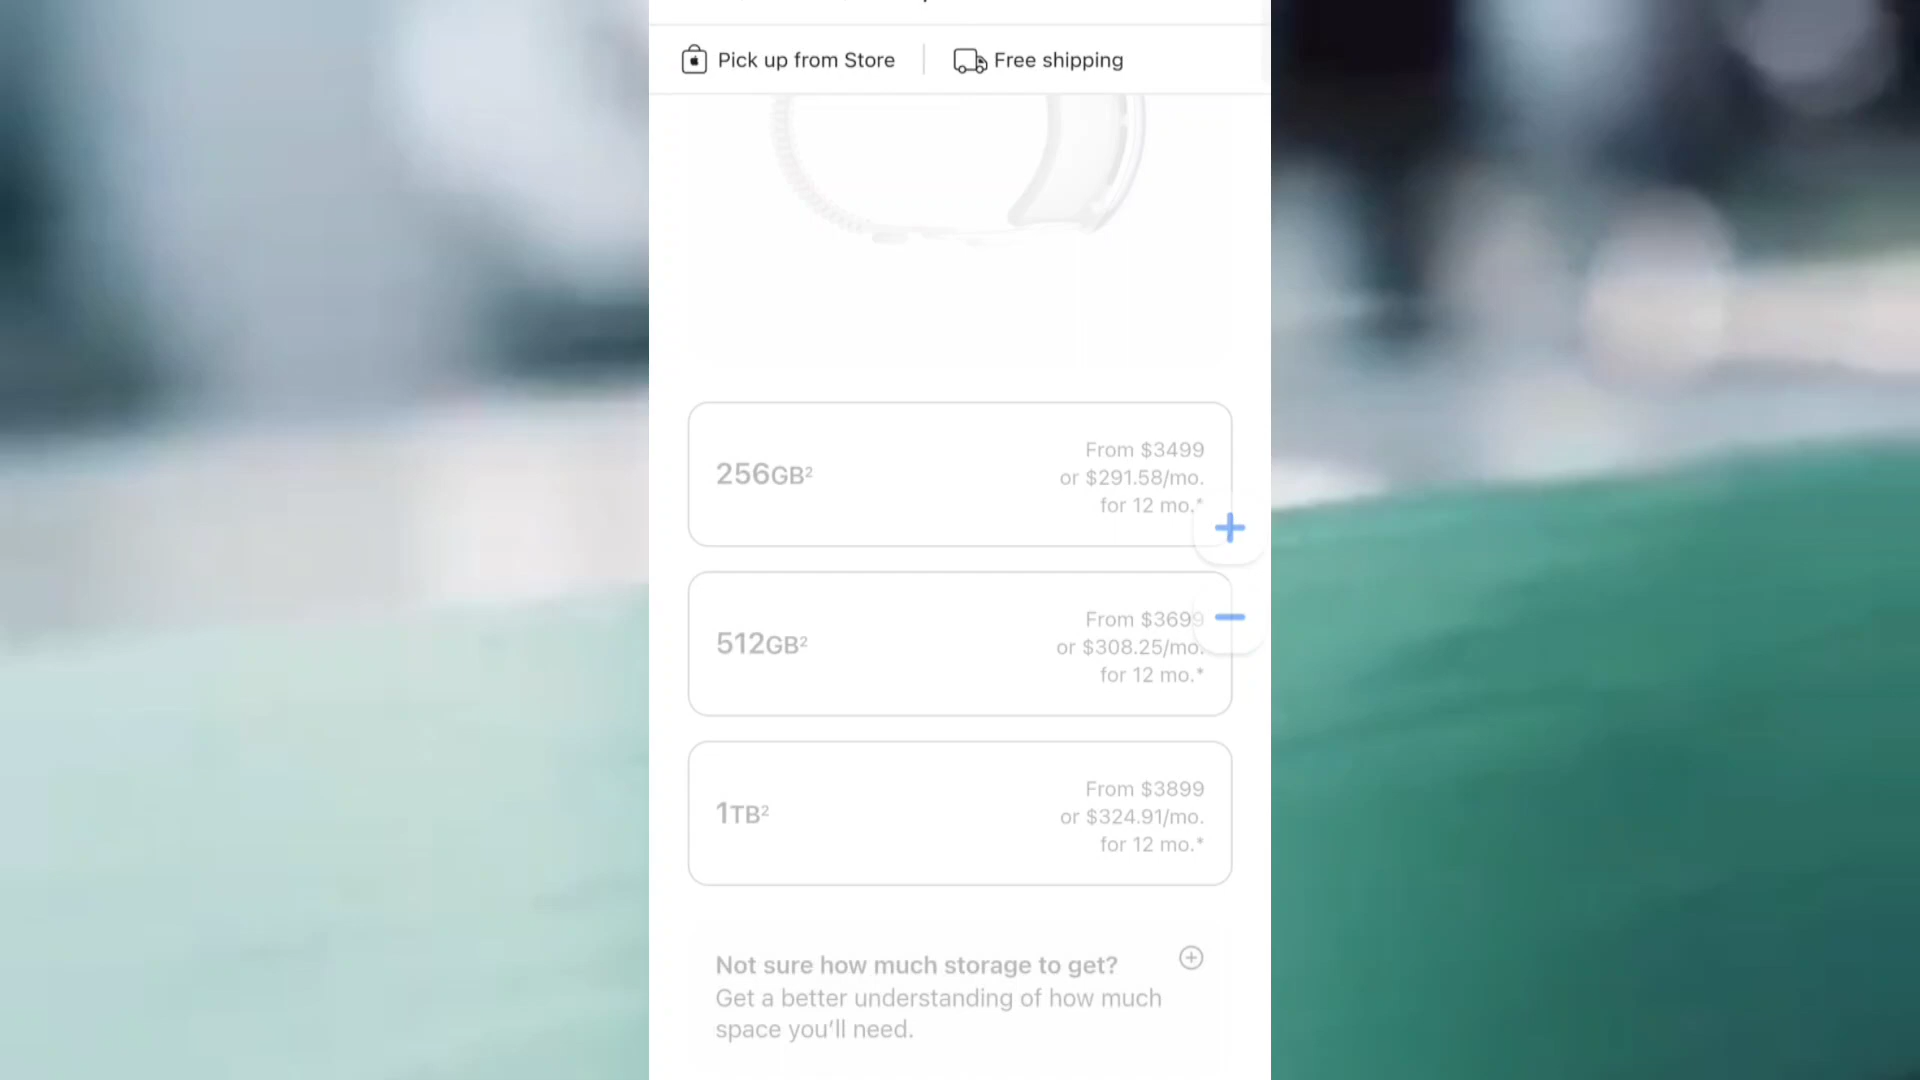 Pick up from Store
Free shipping
256GB²
From $3499
or $291.58/mo.
for 12 mo.*
512GB²
From $3699
or $308.25/mo.
for 12 mo.*
1TB²
From $3899
or $324.91/mo.
for 12 mo.*
Not sure how much storage to get?
Get a better understanding of how much
space you’ll need.